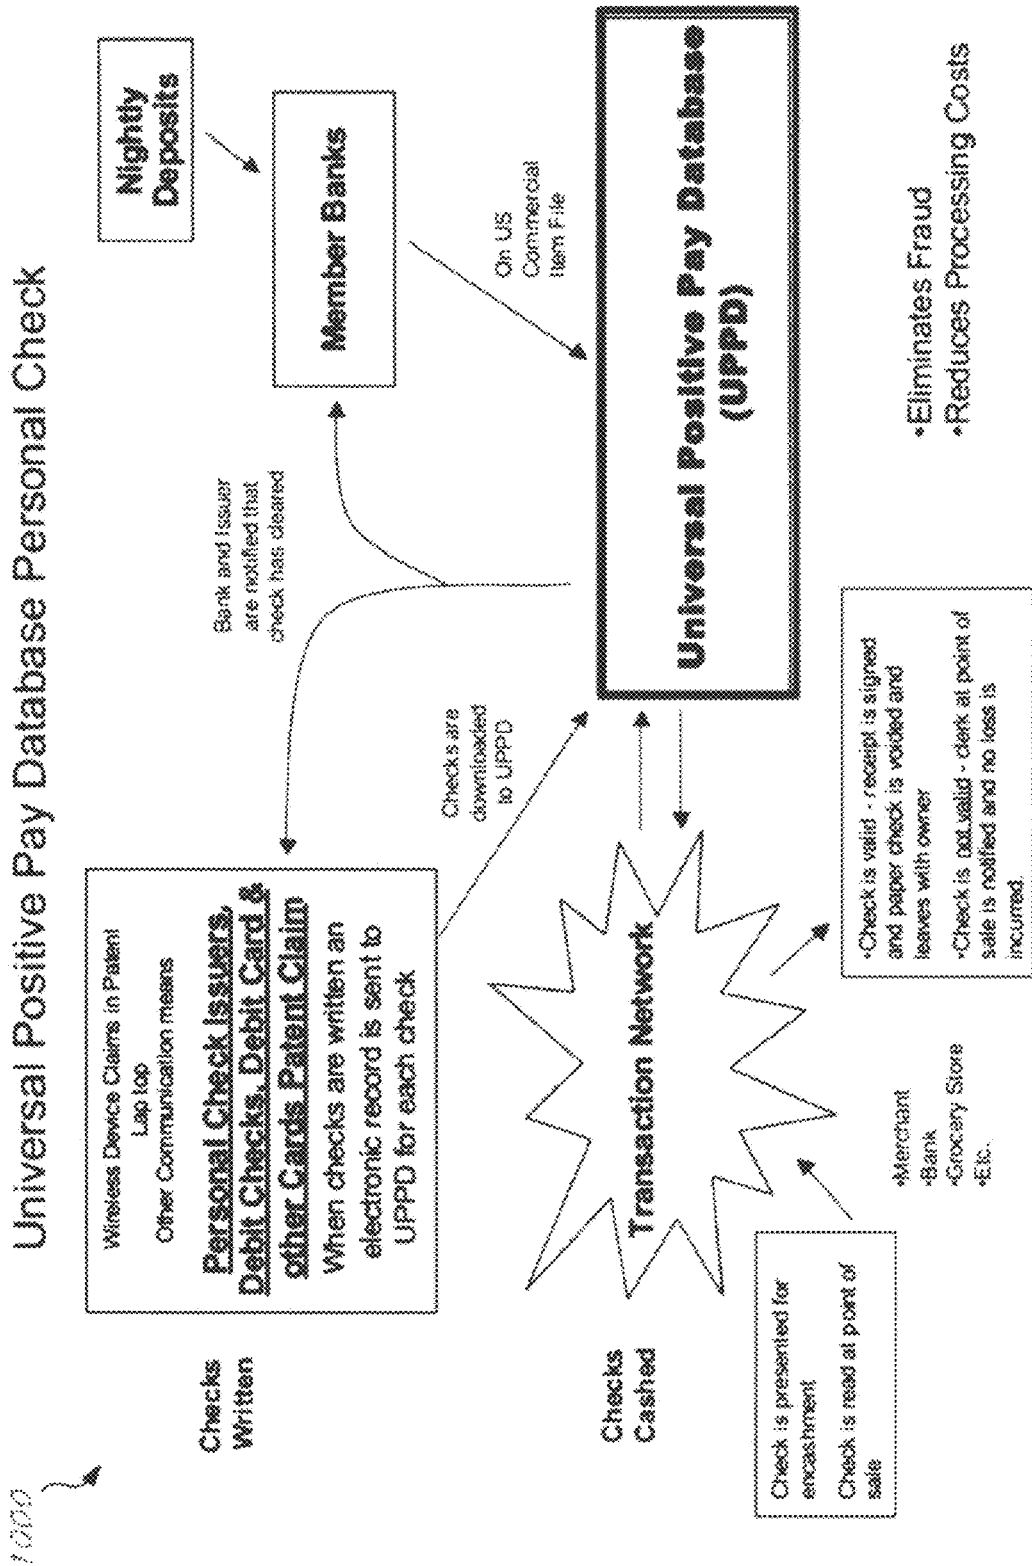 1000
Universal Positive Pay Database Personal Check
Checks
Written
Wireless Device Claims in Patent
Lap top
Other Communication means
Personal Check Issuers,
Debit Checks, Debit Card &
other Cards Patent Claim
When checks are written an
electronic record is sent to
UPPD for each check
Bank and Issuer
are notified that
check has cleared
Nightly
Deposits
Member Banks
Checks are
downloaded
to UPPD
On US
Commercial
Item File
Checks
Cashed
Transaction Network
Universal Positive Pay Database
(UPPD)
Check is presented for
encashment
Check is read at point of
sale
•Merchant
•Bank
•Grocery Store
•Etc.
•Check is valid - receipt is signed
and paper check is voided and
leaves with owner
•Check is not valid - clerk at point of
sale is notified and no loss is
incurred.
•Eliminates Fraud
•Reduces Processing Costs